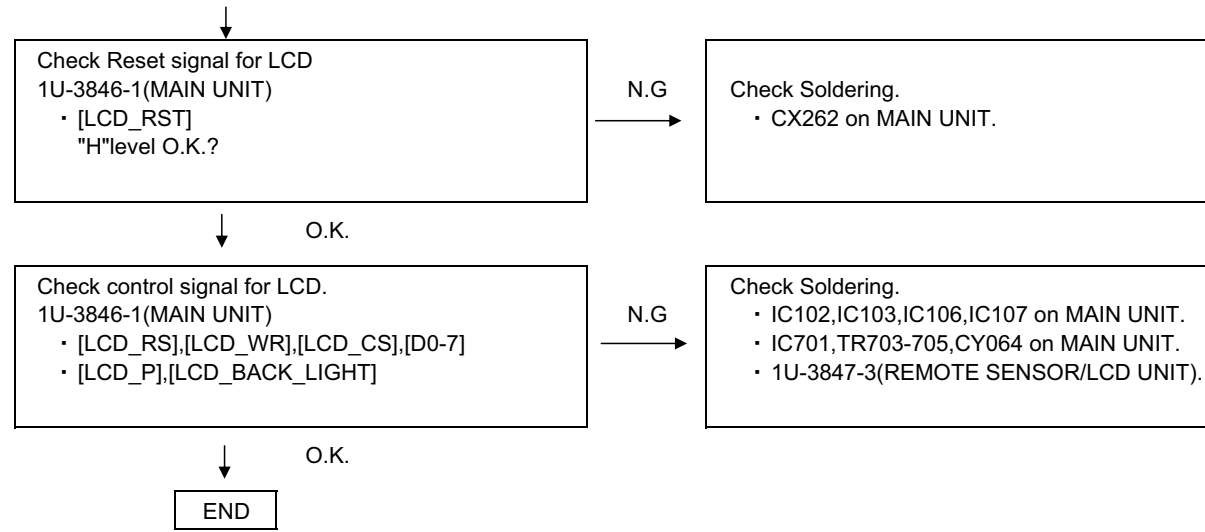 Check Reset signal for LCD
1U-3846-1(MAIN UNIT)
・[LCD_RST]
"H"level O.K.?
N.G
Check Soldering.
・CX262 on MAIN UNIT.
O.K.
Check control signal for LCD.
1U-3846-1(MAIN UNIT)
・[LCD_RS],[LCD_WR],[LCD_CS],[D0-7]
・[LCD_P],[LCD_BACK_LIGHT]
N.G
Check Soldering.
・IC102,IC103,IC106,IC107 on MAIN UNIT.
・IC701,TR703-705,CY064 on MAIN UNIT.
・1U-3847-3(REMOTE SENSOR/LCD UNIT).
O.K.
END